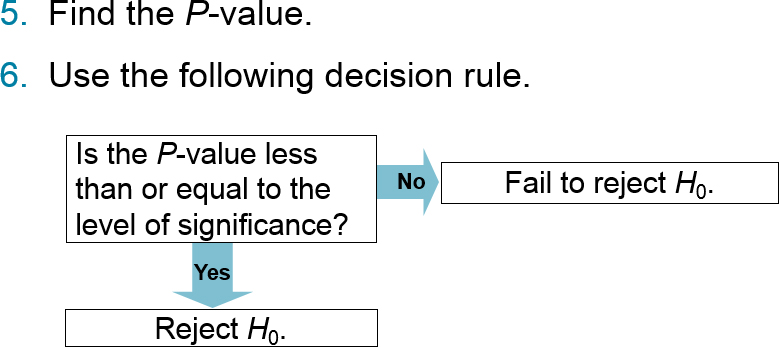 5. Find the P-value.
6. Use the following decision rule.
Is the P-value less
than or equal to the
level of significance?
No
Fail to reject H₀.
Yes
Reject H₀.